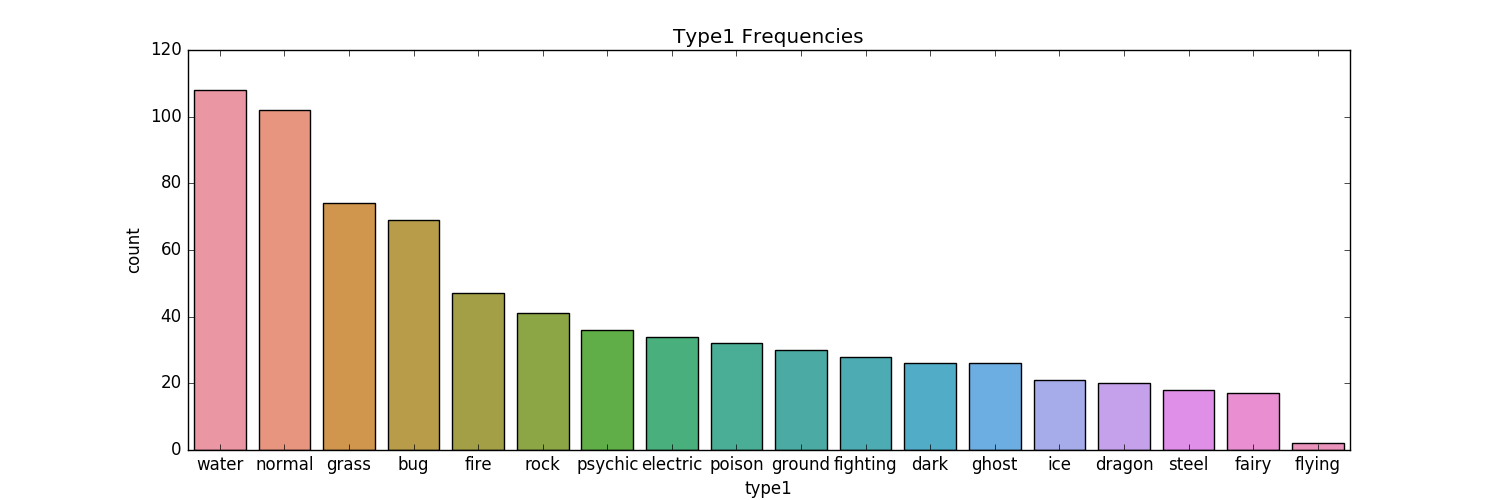 Type1 Frequencies
120
100
80
60
40
20
0
count
water normal grass bug fire rock psychic electric poison ground fighting dark ghost ice dragon steel fairy flying
type1